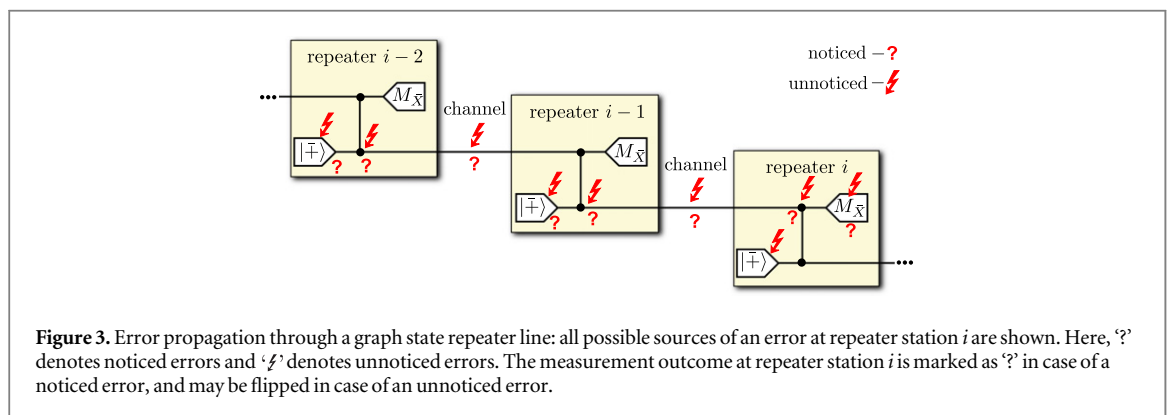 repeater i − 2
noticed − ?
unnoticed −
...
M_X̄
channel
repeater i − 1
|+̄⟩
?
?
?
M_X̄
channel
repeater i
|+̄⟩
?
?
?
?
M_X̄
?
|+̄⟩
...
Figure 3. Error propagation through a graph state repeater line: all possible sources of an error at repeater station i are shown. Here, ‘?’
denotes noticed errors and ‘↯’ denotes unnoticed errors. The measurement outcome at repeater station i is marked as ‘?’ in case of a
noticed error, and may be flipped in case of an unnoticed error.